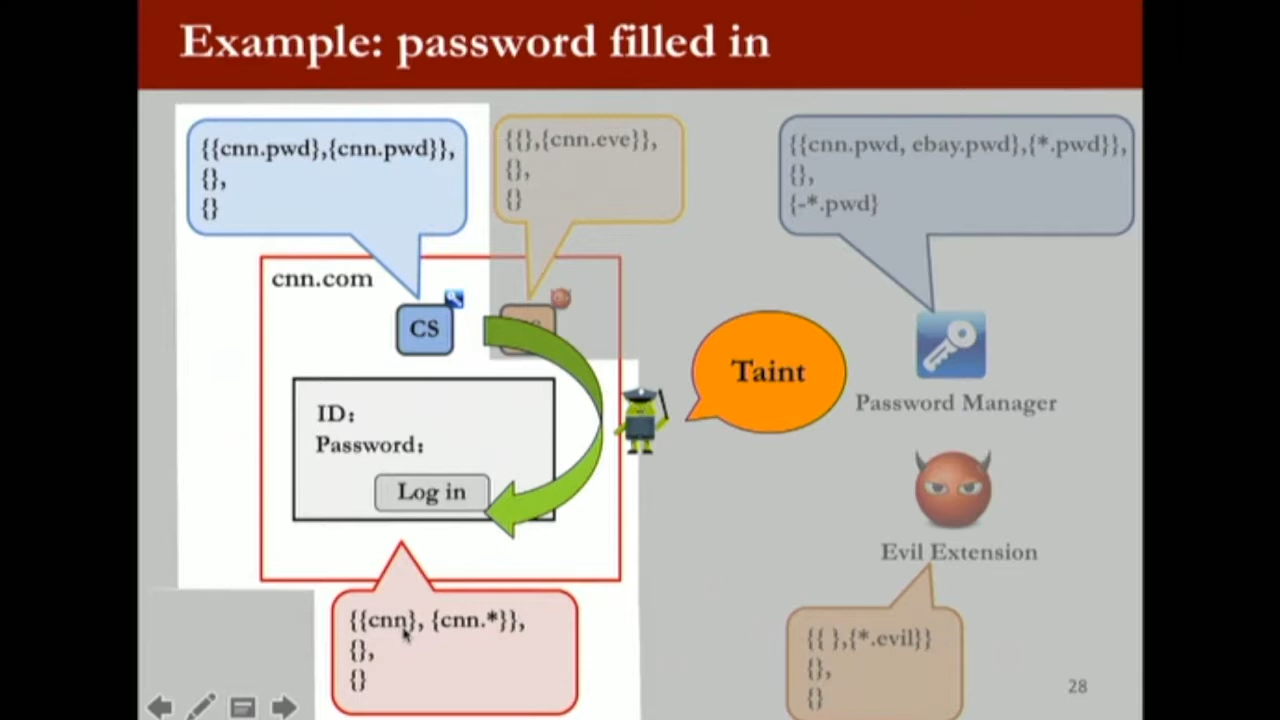 Example: password filled in
{{cnn.pwd},{cnn.pwd}},
{},
{}
{{},{cnn.eve}},
{},
{}
{{cnn.pwd, ebay.pwd},{*.pwd}},
{},
{-*.pwd}
cnn.com
CS
Taint
Password Manager
ID:
Password:
Log in
Evil Extension
{{cnn}, {cnn.*}},
{},
{}
{{ },{*.evil}}
{},
{}
28